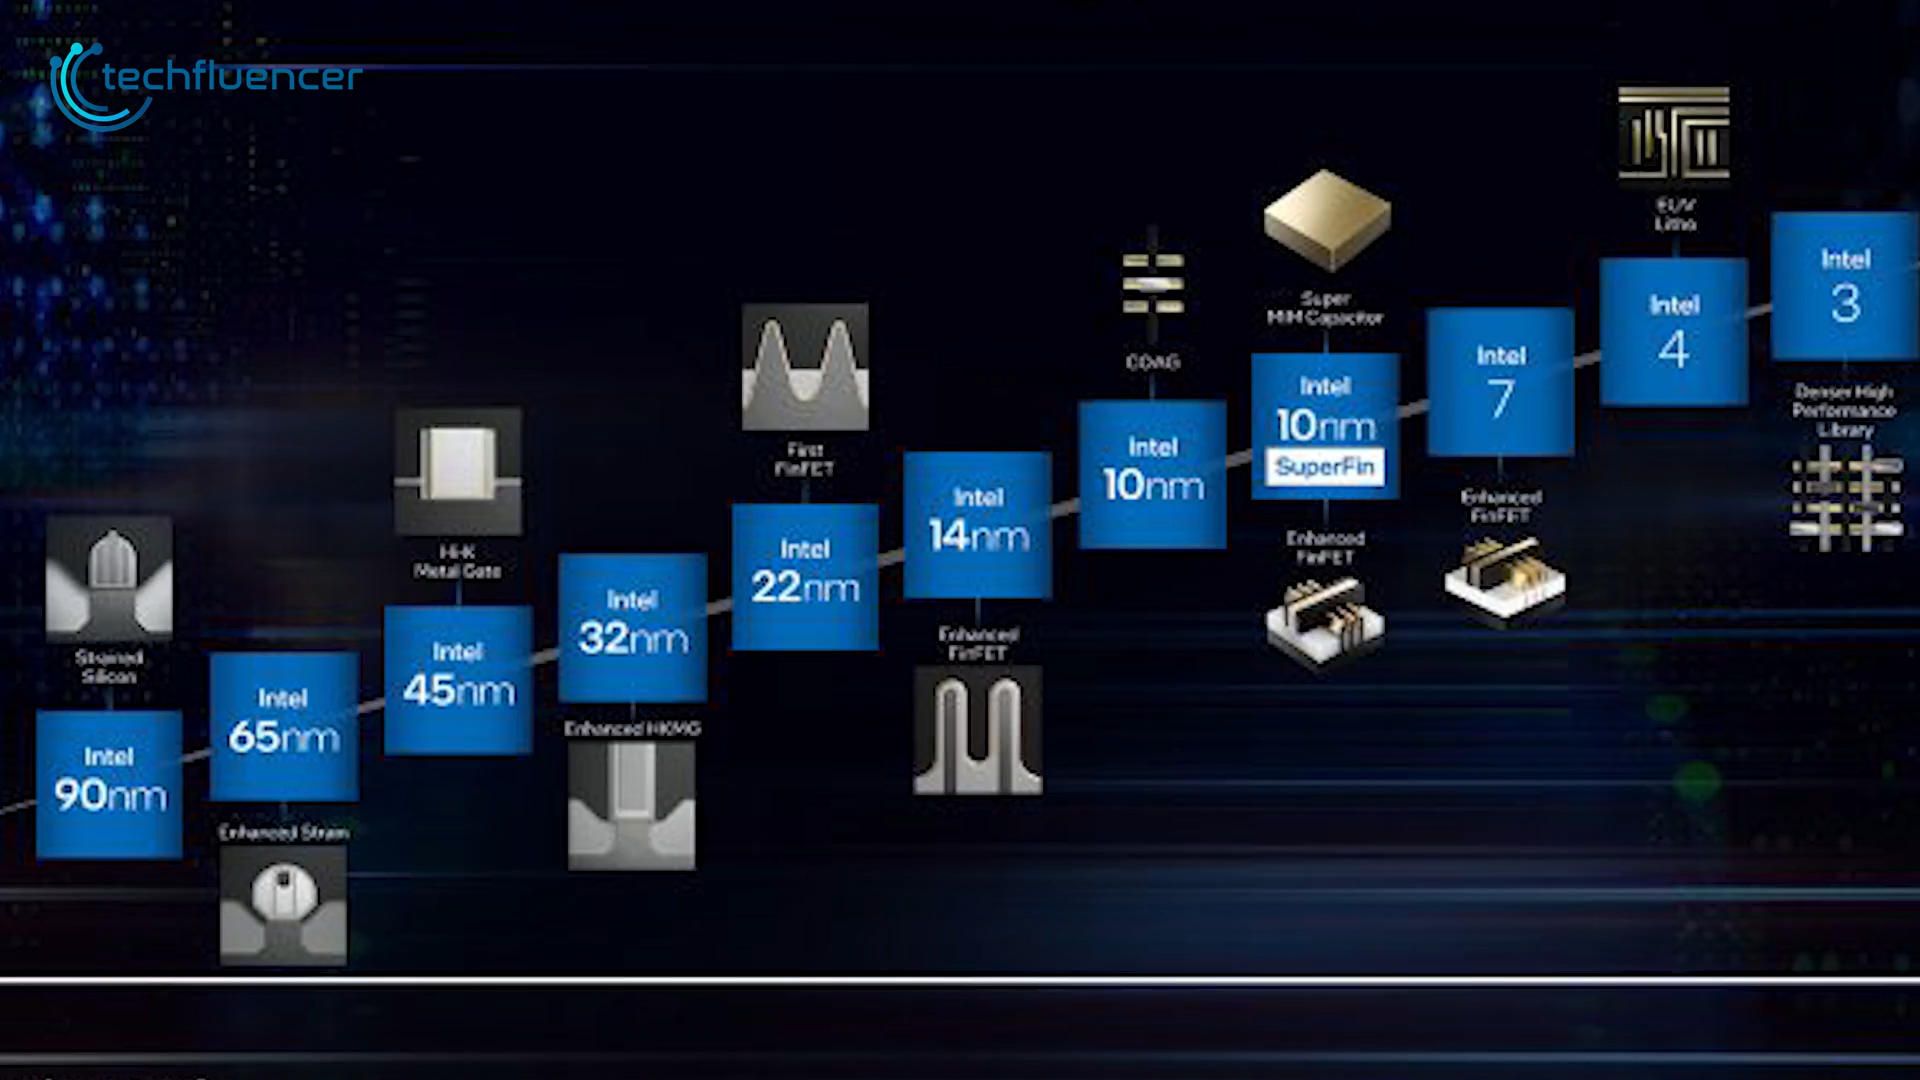 techfluencer
Strained
Silicon
Intel
90nm
Intel
65nm
Enhanced Strain
Hi-K
Metal Gate
Intel
45nm
Intel
32nm
Enhanced HKMG
First
FinFET
Intel
22nm
Intel
14nm
Enhanced
FinFET
COAG
Intel
10nm
Super
MIM Capacitor
Intel
10nm
SuperFin
Enhanced
FinFET
Intel
7
Enhanced
FinFET
EUV
Litho
Intel
4
Intel
3
Denser High
Performance
Library